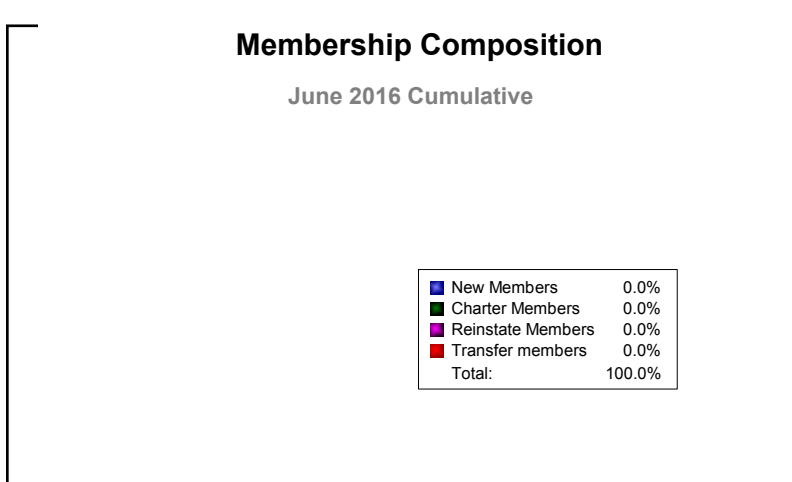 Membership Composition
June 2016 Cumulative
New Members 0.0%
Charter Members 0.0%
Reinstate Members 0.0%
Transfer members 0.0%
Total: 100.0%